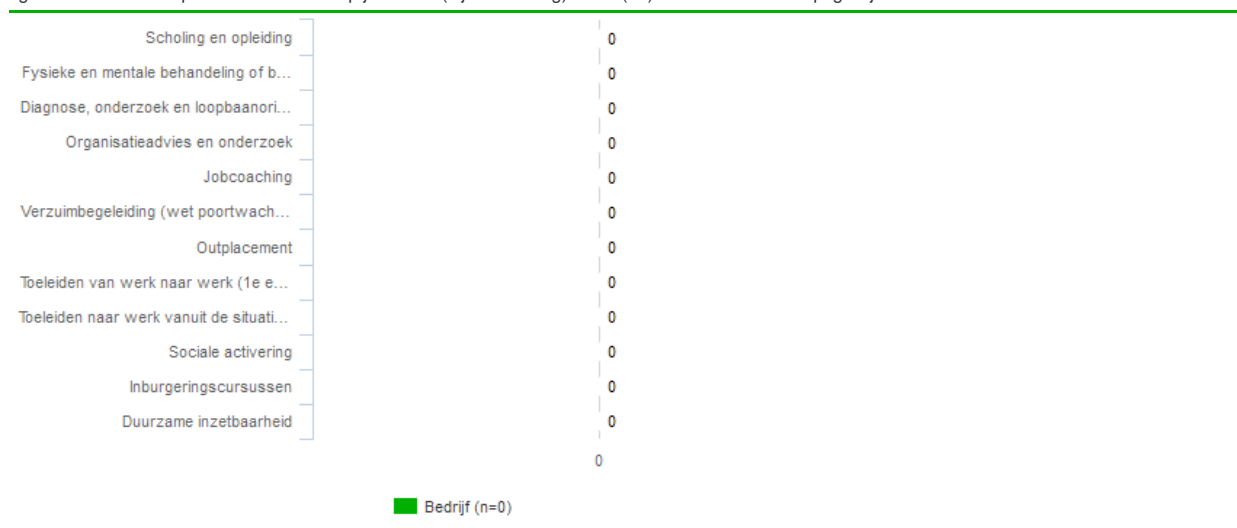 Scholing en opleiding 0
Fysieke en mentale behandeling of b... 0
Diagnose, onderzoek en loopbaanori... 0
Organisatieadvies en onderzoek 0
Jobcoaching 0
Verzuimbegeleiding (wet poortwach... 0
Outplacement 0
Toeleiden van werk naar werk (1e e... 0
Toeleiden naar werk vanuit de situati... 0
Sociale activering 0
Inburgeringscursussen 0
Duurzame inzetbaarheid 0
0
Bedrijf (n=0)